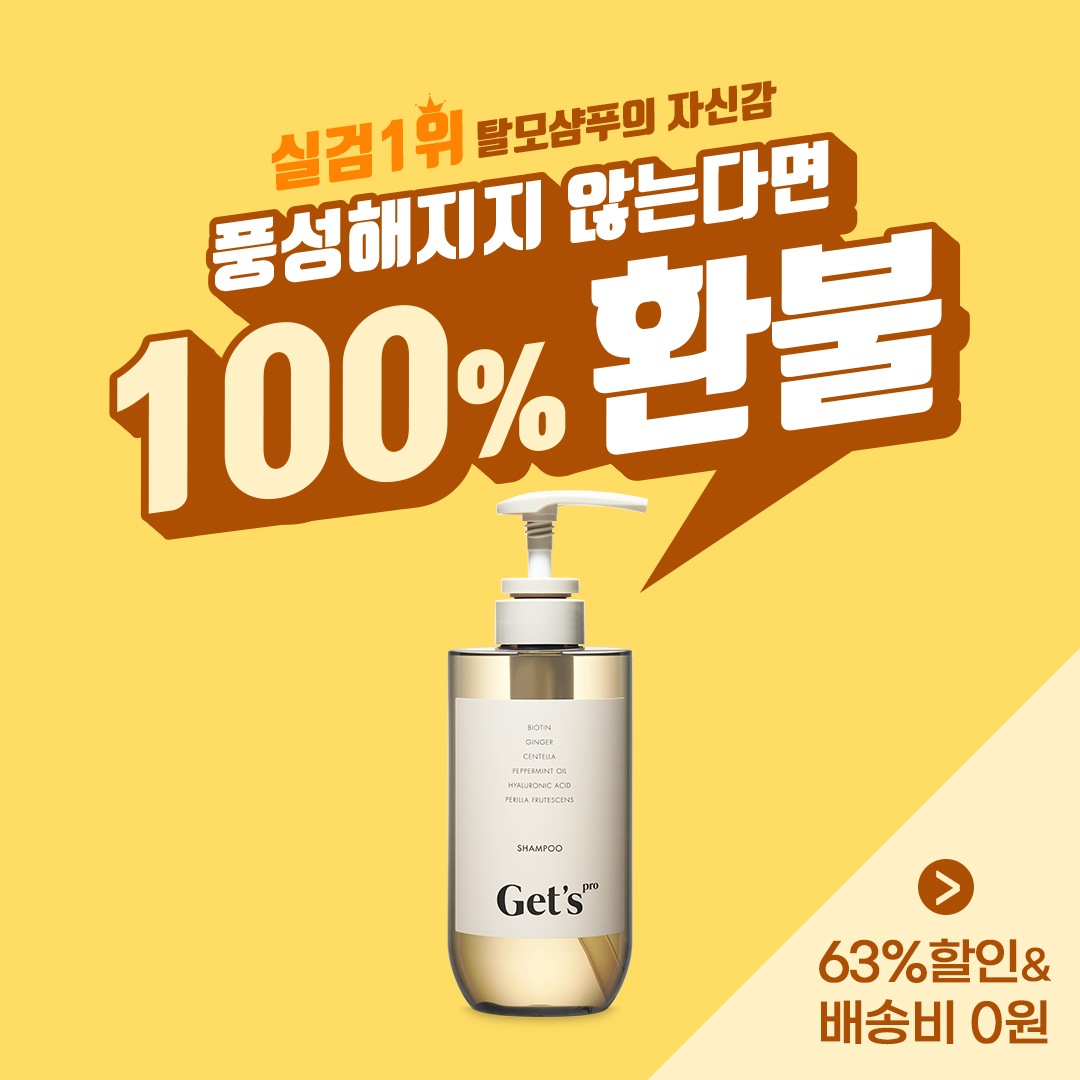 실검1위 탈모샴푸의 자신감
풍성해지지 않는다면
100% 환불
BIOTIN
GINGER
CENTELLA
PEPPERMINT OIL
HYALURONIC ACID
PERILLA FRUTESCENS
SHAMPOO
Get's pro
63%할인&
배송비 0원